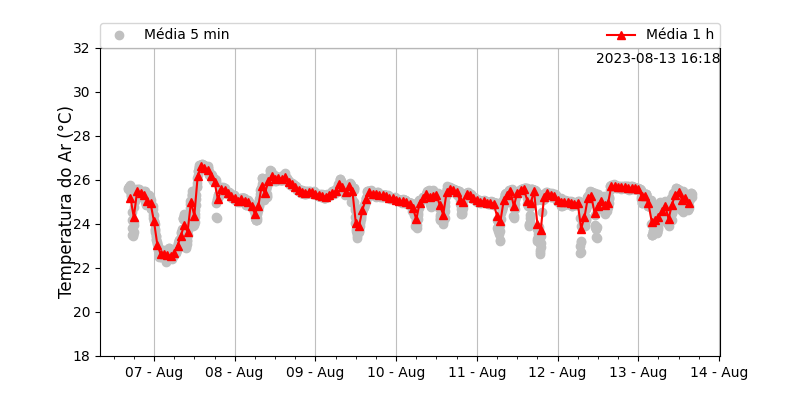 Média 5 min
Média 1 h
2023-08-13 16:18
Temperatura do Ar (°C)
32
30
28
26
24
22
20
18
07 - Aug
08 - Aug
09 - Aug
10 - Aug
11 - Aug
12 - Aug
13 - Aug
14 - Aug